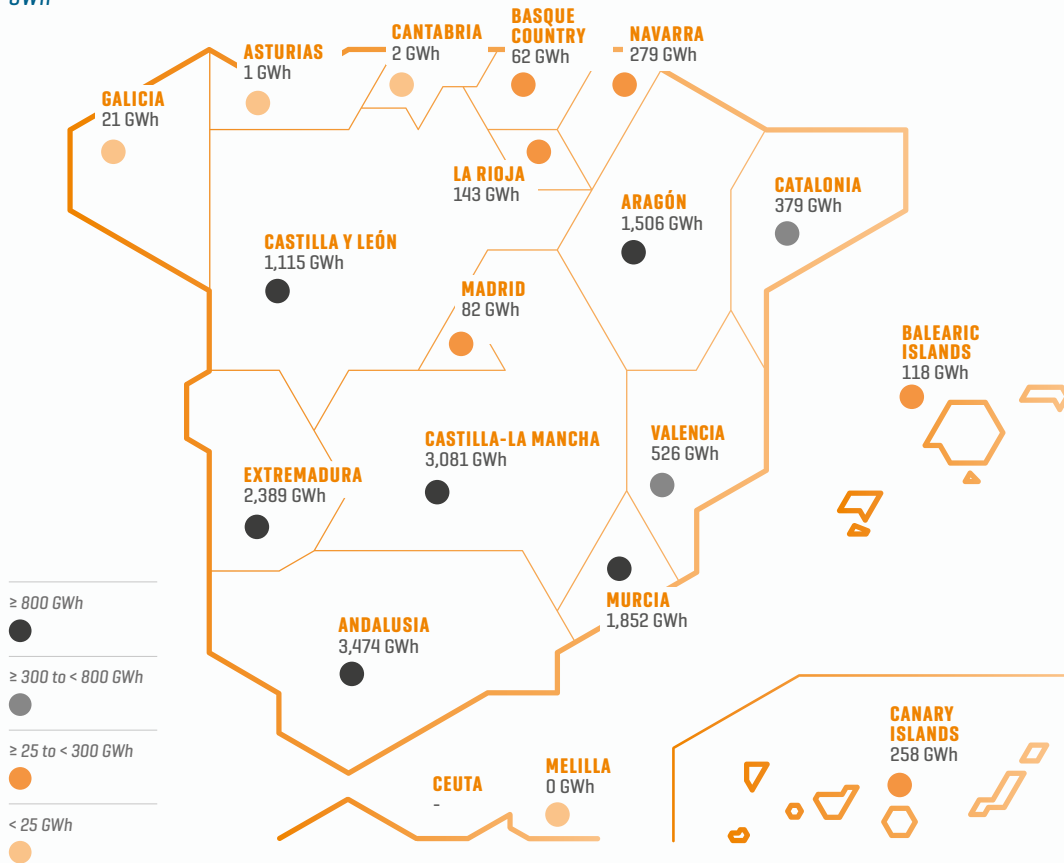 GWh
ASTURIAS
1 GWh
CANTABRIA
2 GWh
BASQUE
COUNTRY
62 GWh
NAVARRA
279 GWh
GALICIA
21 GWh
LA RIOJA
143 GWh
ARAGÓN
1,506 GWh
CATALONIA
379 GWh
CASTILLA Y LEÓN
1,115 GWh
MADRID
82 GWh
BALEARIC
ISLANDS
118 GWh
CASTILLA-LA MANCHA
3,081 GWh
VALENCIA
526 GWh
EXTREMADURA
2,389 GWh
MURCIA
1,852 GWh
ANDALUSIA
3,474 GWh
CANARY
ISLANDS
258 GWh
CEUTA
-
MELILLA
0 GWh
≥ 800 GWh
≥ 300 to < 800 GWh
≥ 25 to < 300 GWh
< 25 GWh